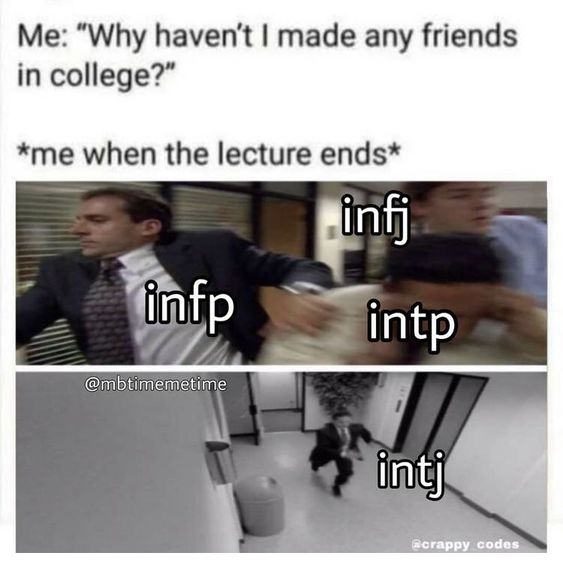 Me: "Why haven't I made any friends
in college?"
*me when the lecture ends*
infj
infp
intp
@mbtimemetime
intj
@crappy_codes